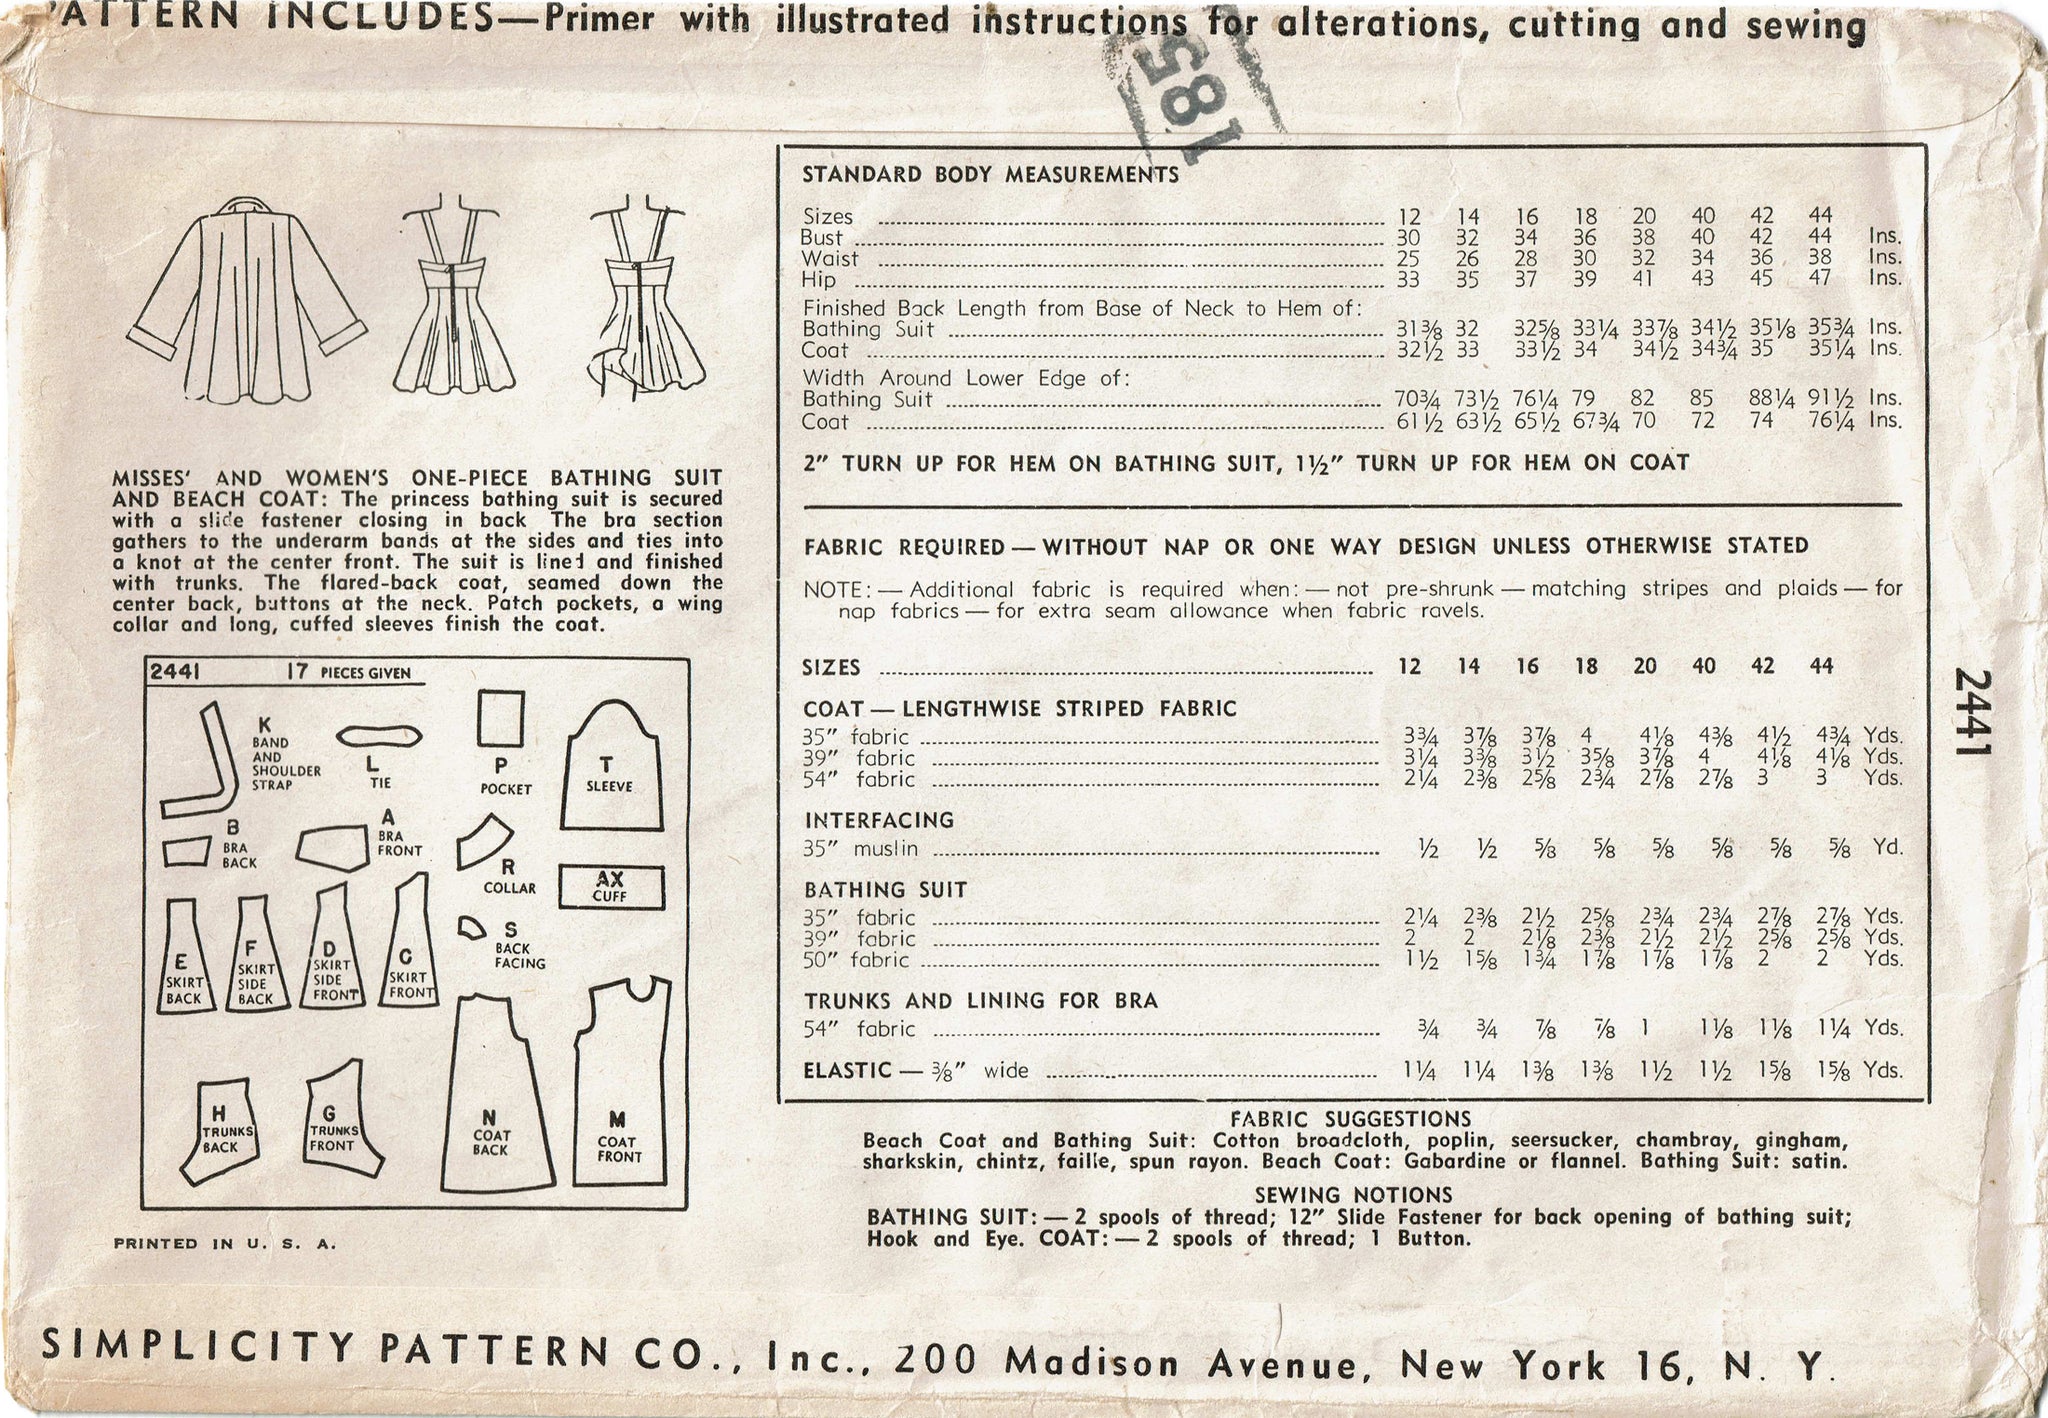 PATTERN INCLUDES—Primer with illustrated instructions for alterations, cutting and sewing
581
MISSES' AND WOMEN'S ONE-PIECE BATHING SUIT
AND BEACH COAT: The princess bathing suit is secured
with a slide fastener closing in back The bra section
gathers to the underarm bands at the sides and ties into
a knot at the center front. The suit is lined and finished
with trunks. The flared-back coat, seamed down the
center back, buttons at the neck. Patch pockets, a wing
collar and long, cuffed sleeves finish the coat.
2441 17 PIECES GIVEN
K
BAND
AND
SHOULDER
STRAP
L
TIE
P
POCKET
T
SLEEVE
B
BRA
BACK
A
BRA
FRONT
R
COLLAR
AX
CUFF
S
BACK
FACING
E
SKIRT
BACK
F
SKIRT
SIDE
BACK
D
SKIRT
SIDE
FRONT
C
SKIRT
FRONT
H
TRUNKS
BACK
G
TRUNKS
FRONT
N
COAT
BACK
M
COAT
FRONT
PRINTED IN U. S. A.
STANDARD BODY MEASUREMENTS
Sizes 12 14 16 18 20 40 42 44
Bust 30 32 34 36 38 40 42 44 Ins.
Waist 25 26 28 30 32 34 36 38 Ins.
Hip 33 35 37 39 41 43 45 47 Ins.
Finished Back Length from Base of Neck to Hem of:
Bathing Suit 31⅜ 32 32⅝ 33¼ 33⅞ 34½ 35⅛ 35¾ Ins.
Coat 32½ 33 33½ 34 34½ 34¾ 35 35¼ Ins.
Width Around Lower Edge of:
Bathing Suit 70¾ 73½ 76¼ 79 82 85 88¼ 91½ Ins.
Coat 61½ 63½ 65½ 67¾ 70 72 74 76¼ Ins.
2" TURN UP FOR HEM ON BATHING SUIT, 1½" TURN UP FOR HEM ON COAT
FABRIC REQUIRED — WITHOUT NAP OR ONE WAY DESIGN UNLESS OTHERWISE STATED
NOTE: — Additional fabric is required when: — not pre-shrunk — matching stripes and plaids — for
nap fabrics — for extra seam allowance when fabric ravels.
SIZES 12 14 16 18 20 40 42 44
COAT — LENGTHWISE STRIPED FABRIC
35" fabric 3¾ 3⅞ 3⅞ 4 4⅛ 4⅜ 4½ 4¾ Yds.
39" fabric 3¼ 3⅜ 3½ 3⅝ 3⅞ 4 4⅛ 4⅛ Yds.
54" fabric 2¼ 2⅜ 2⅝ 2¾ 2⅞ 2⅞ 3 3 Yds.
INTERFACING
35" muslin ½ ½ ⅝ ⅝ ⅝ ⅝ ⅝ ⅝ Yd.
BATHING SUIT
35" fabric 2¼ 2⅜ 2½ 2⅝ 2¾ 2¾ 2⅞ 2⅞ Yds.
39" fabric 2 2 2⅛ 2⅜ 2½ 2½ 2⅝ 2⅝ Yds.
50" fabric 1½ 1⅝ 1¾ 1⅞ 1⅞ 1⅞ 2 2 Yds.
TRUNKS AND LINING FOR BRA
54" fabric ¾ ¾ ⅞ ⅞ 1 1⅛ 1⅛ 1¼ Yds.
ELASTIC — ⅜" wide 1¼ 1¼ 1⅜ 1⅜ 1½ 1½ 1⅝ 1⅝ Yds.
FABRIC SUGGESTIONS
Beach Coat and Bathing Suit: Cotton broadcloth, poplin, seersucker, chambray, gingham,
sharkskin, chintz, faille, spun rayon. Beach Coat: Gabardine or flannel. Bathing Suit: satin.
SEWING NOTIONS
BATHING SUIT: — 2 spools of thread; 12" Slide Fastener for back opening of bathing suit;
Hook and Eye. COAT: — 2 spools of thread; 1 Button.
2441
SIMPLICITY PATTERN CO., Inc., 200 Madison Avenue, New York 16, N. Y.